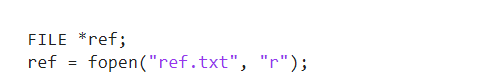 FILE *ref;
ref = fopen("ref.txt", "r");